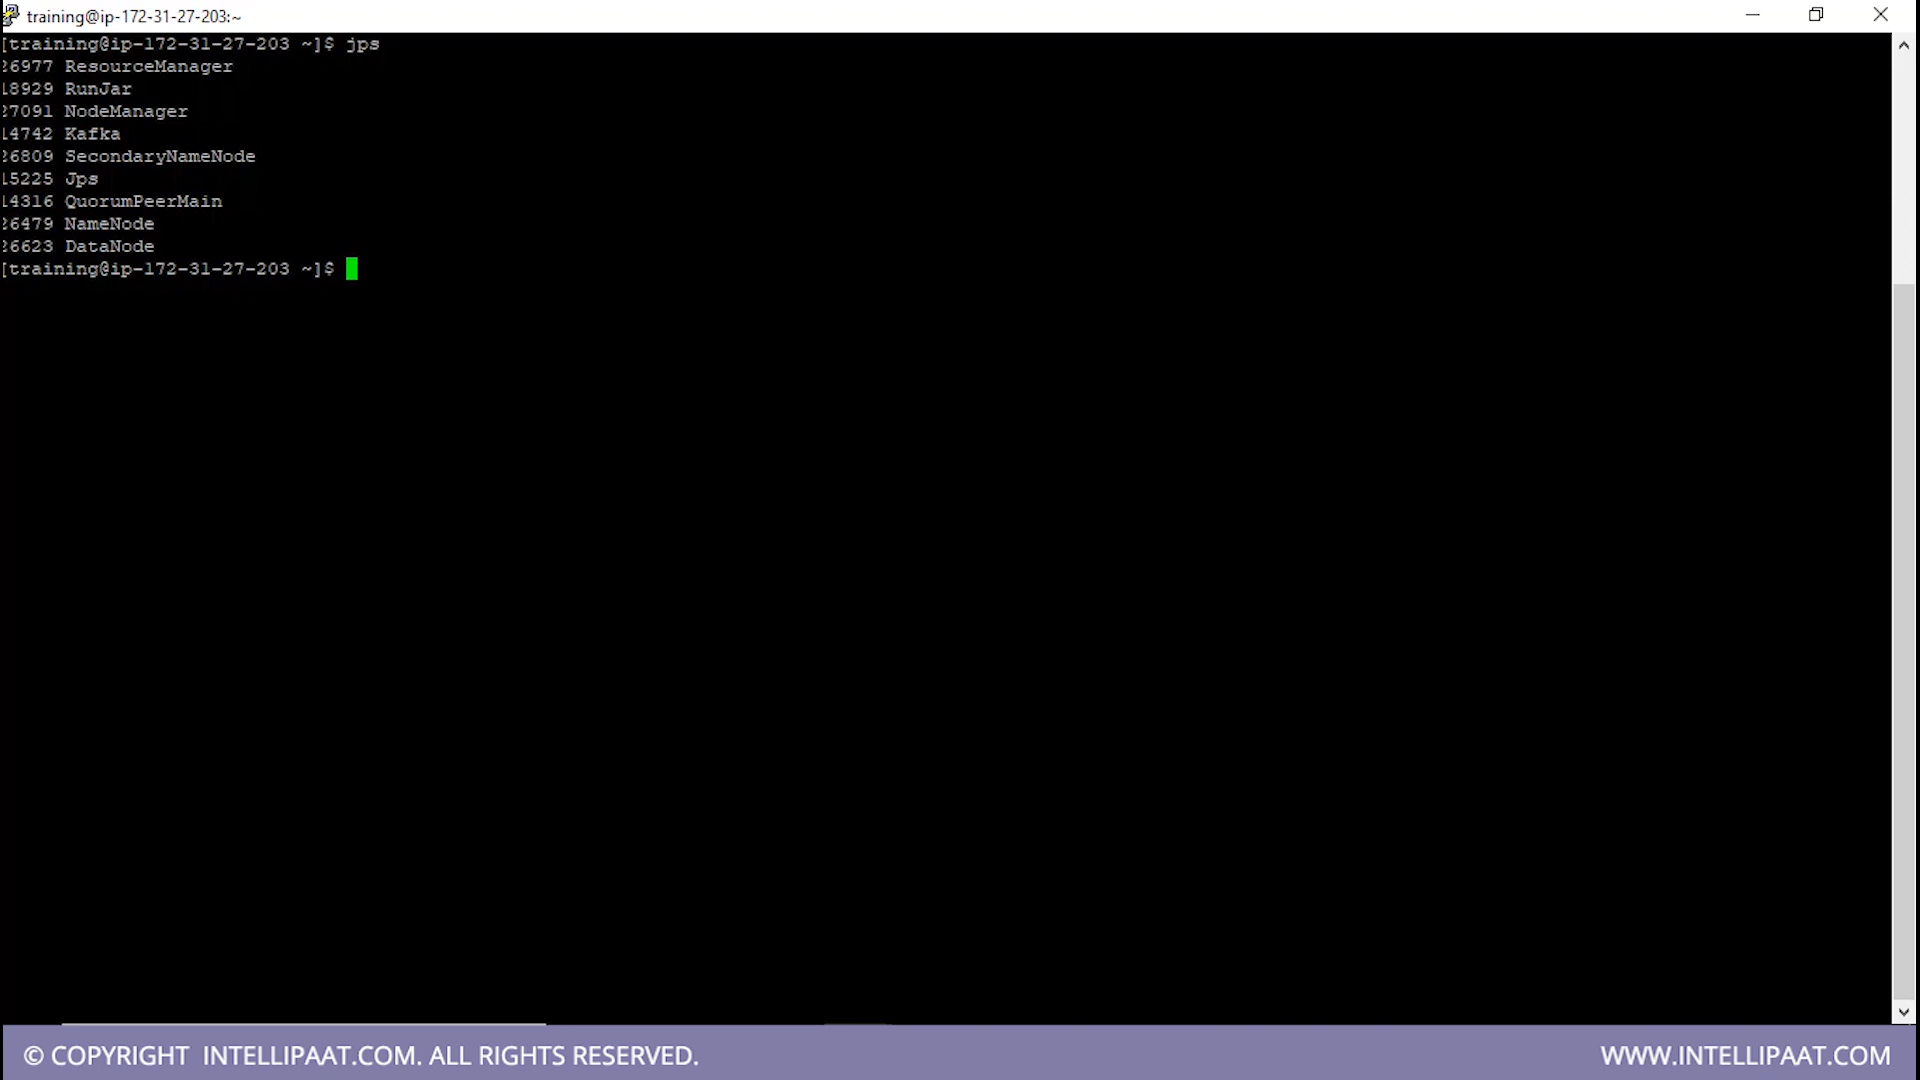 training@ip-172-31-27-203:~
[training@ip-172-31-27-203 ~]$ jps
26977 ResourceManager
18929 RunJar
27091 NodeManager
14742 Kafka
26809 SecondaryNameNode
15225 Jps
14316 QuorumPeerMain
26479 NameNode
26623 DataNode
[training@ip-172-31-27-203 ~]$
© COPYRIGHT INTELLIPAAT.COM. ALL RIGHTS RESERVED.
WWW.INTELLIPAAT.COM